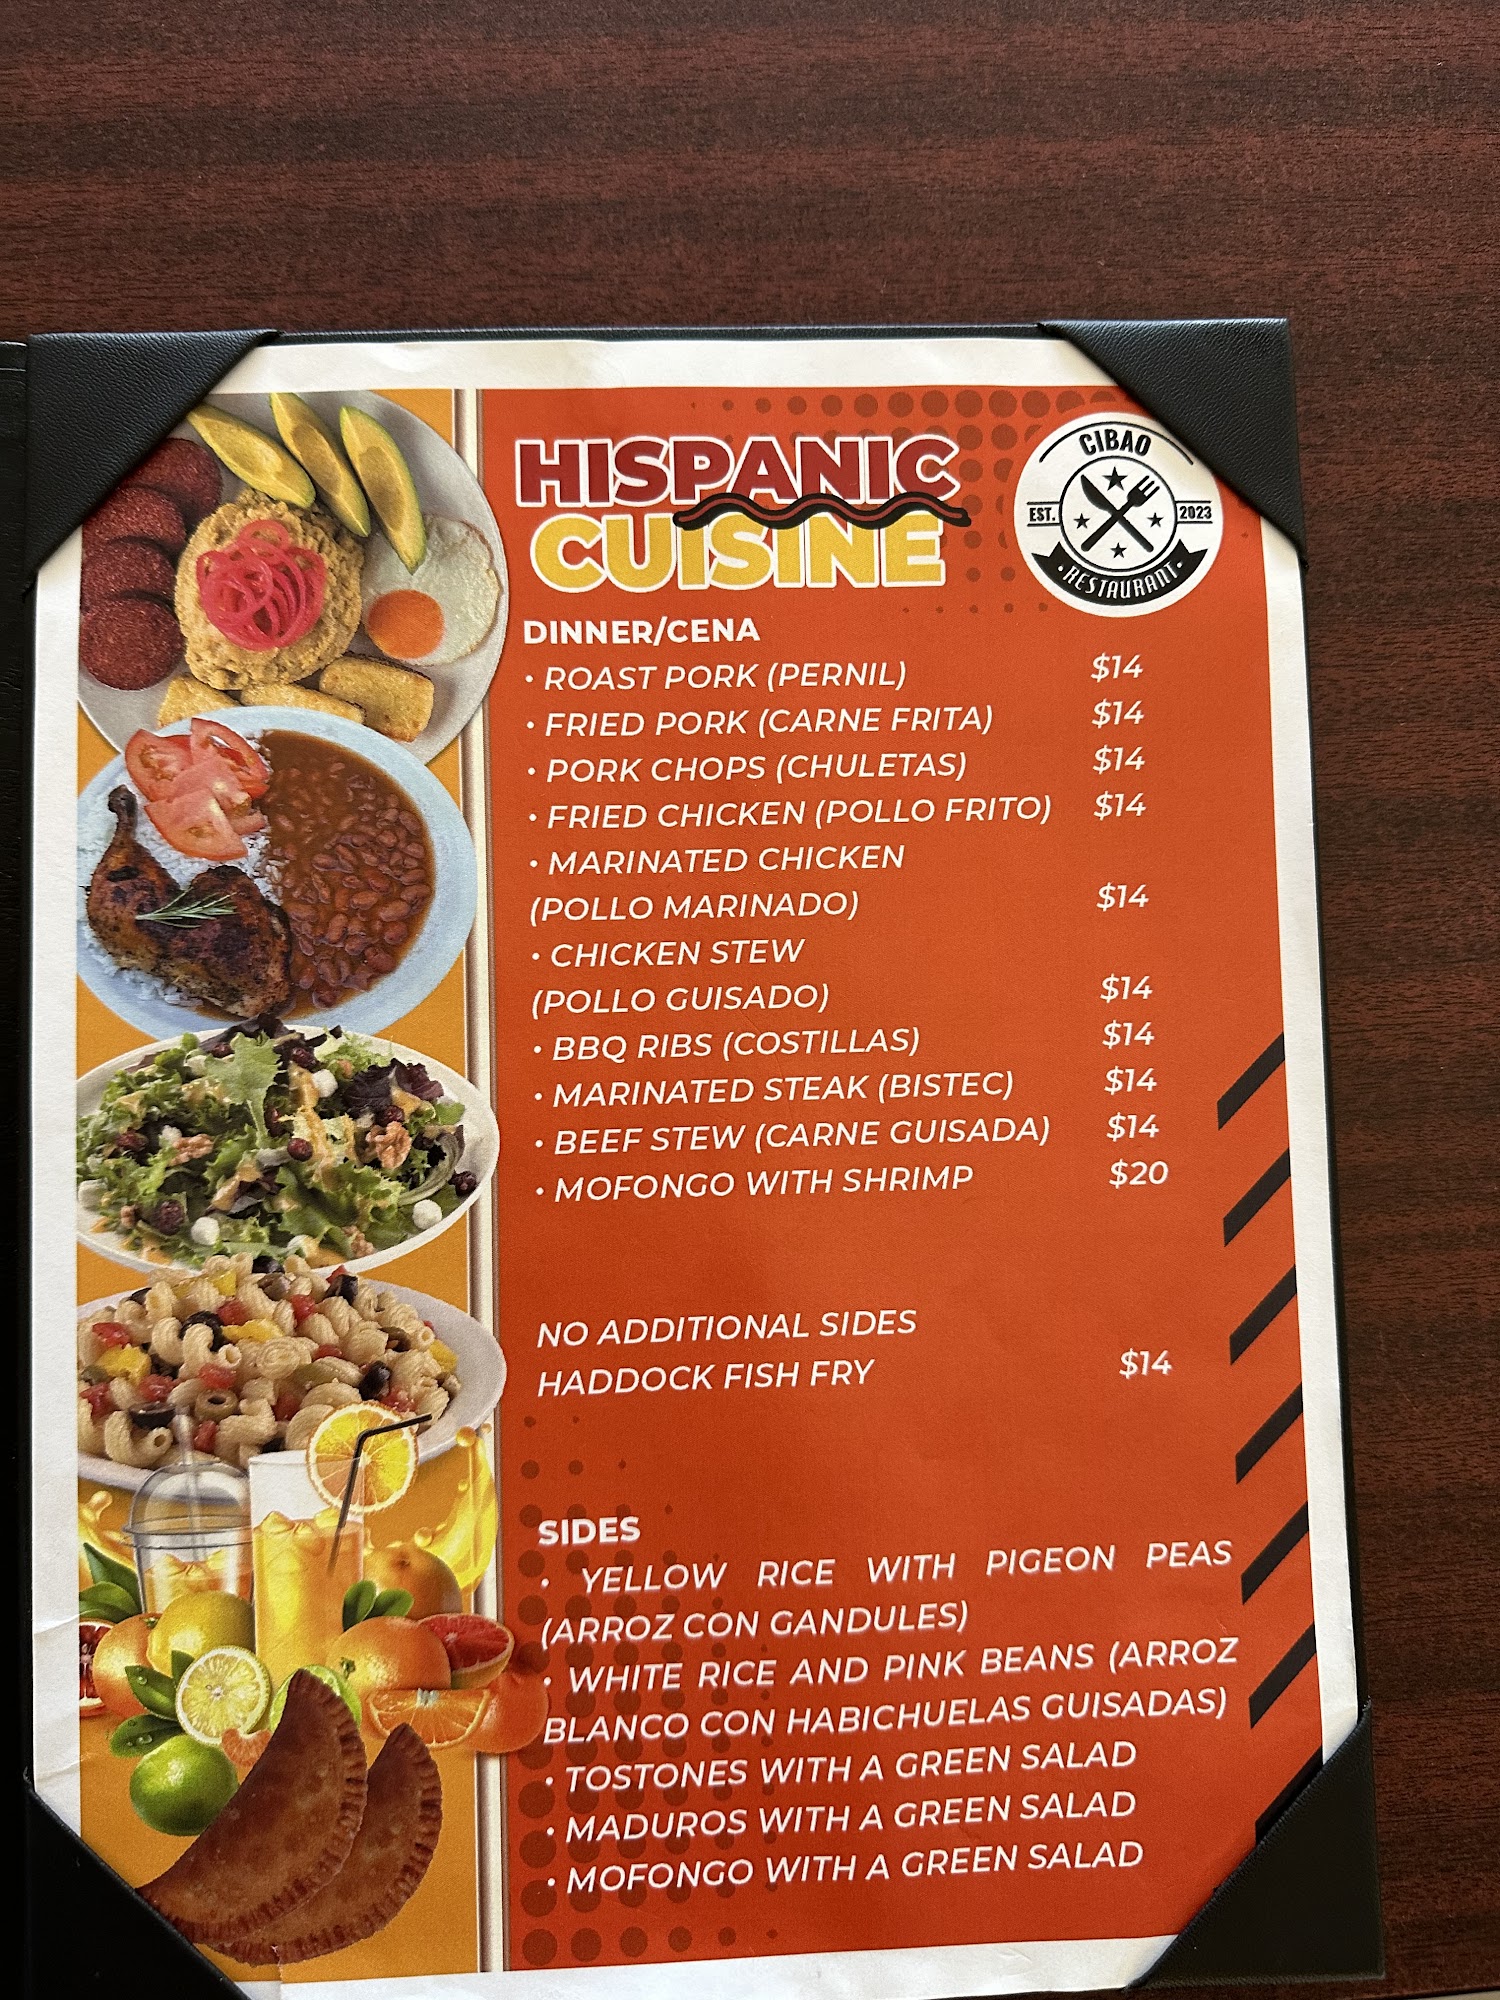 HISPANIC
CUISINE
CIBAO
EST. 2023
• RESTAURANT •
DINNER/CENA
• ROAST PORK (PERNIL) $14
• FRIED PORK (CARNE FRITA) $14
• PORK CHOPS (CHULETAS) $14
• FRIED CHICKEN (POLLO FRITO) $14
• MARINATED CHICKEN
(POLLO MARINADO) $14
• CHICKEN STEW
(POLLO GUISADO) $14
• BBQ RIBS (COSTILLAS) $14
• MARINATED STEAK (BISTEC) $14
• BEEF STEW (CARNE GUISADA) $14
• MOFONGO WITH SHRIMP $20
NO ADDITIONAL SIDES
HADDOCK FISH FRY $14
SIDES
• YELLOW RICE WITH PIGEON PEAS
(ARROZ CON GANDULES)
• WHITE RICE AND PINK BEANS (ARROZ
BLANCO CON HABICHUELAS GUISADAS)
• TOSTONES WITH A GREEN SALAD
• MADUROS WITH A GREEN SALAD
• MOFONGO WITH A GREEN SALAD